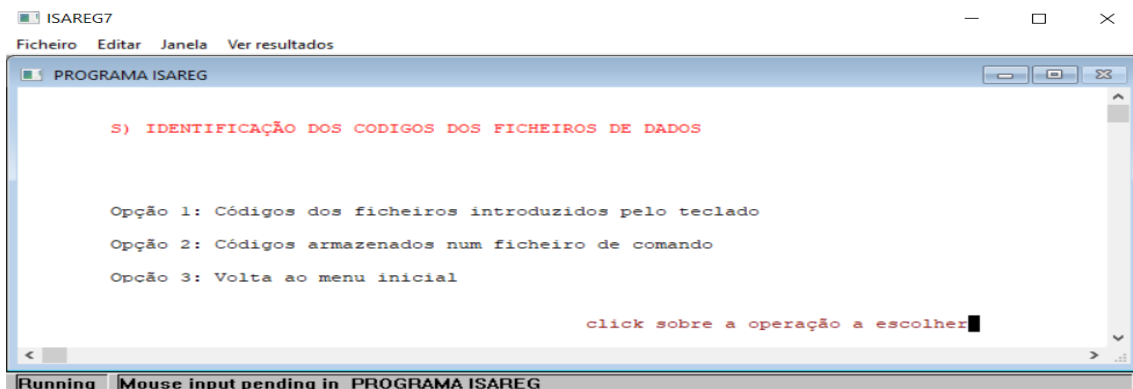 ISAREG7
Ficheiro Editar Janela Ver resultados
PROGRAMA ISAREG
S) IDENTIFICAÇÃO DOS CODIGOS DOS FICHEIROS DE DADOS
Opção 1: Códigos dos ficheiros introduzidos pelo teclado
Opção 2: Códigos armazenados num ficheiro de comando
Opção 3: Volta ao menu inicial
click sobre a operação a escolher
Running Mouse input pending in PROGRAMA ISAREG